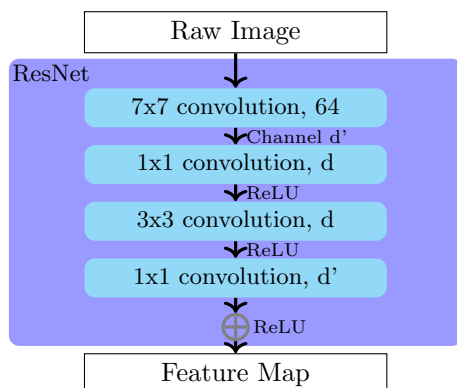 Raw Image
ResNet
7x7 convolution, 64
Channel d'
1x1 convolution, d
ReLU
3x3 convolution, d
ReLU
1x1 convolution, d'
ReLU
Feature Map